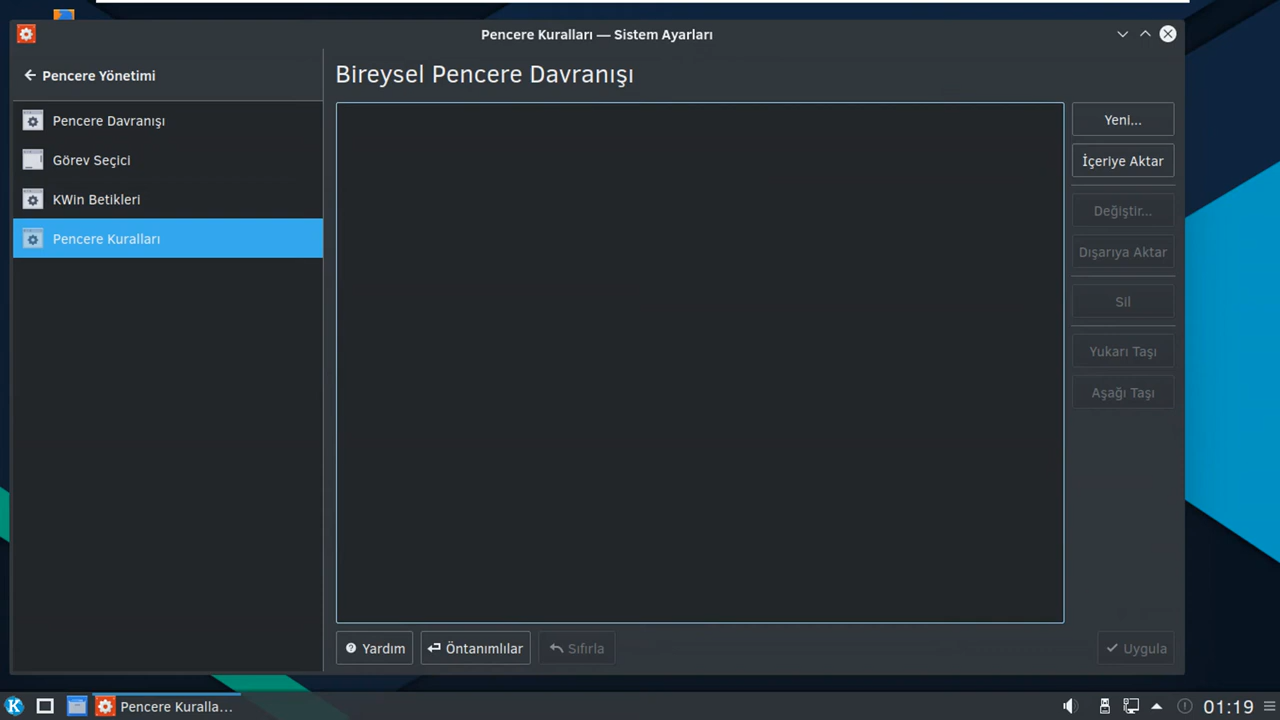 Pencere Kuralları — Sistem Ayarları
Pencere Yönetimi
Pencere Davranışı
Görev Seçici
KWin Betikleri
Pencere Kuralları
Bireysel Pencere Davranışı
Yeni...
İçeriye Aktar
Değiştir...
Dışarıya Aktar
Sil
Yukarı Taşı
Aşağı Taşı
Yardım
Öntanımlılar
Sıfırla
Uygula
Pencere Kuralla...
01:19